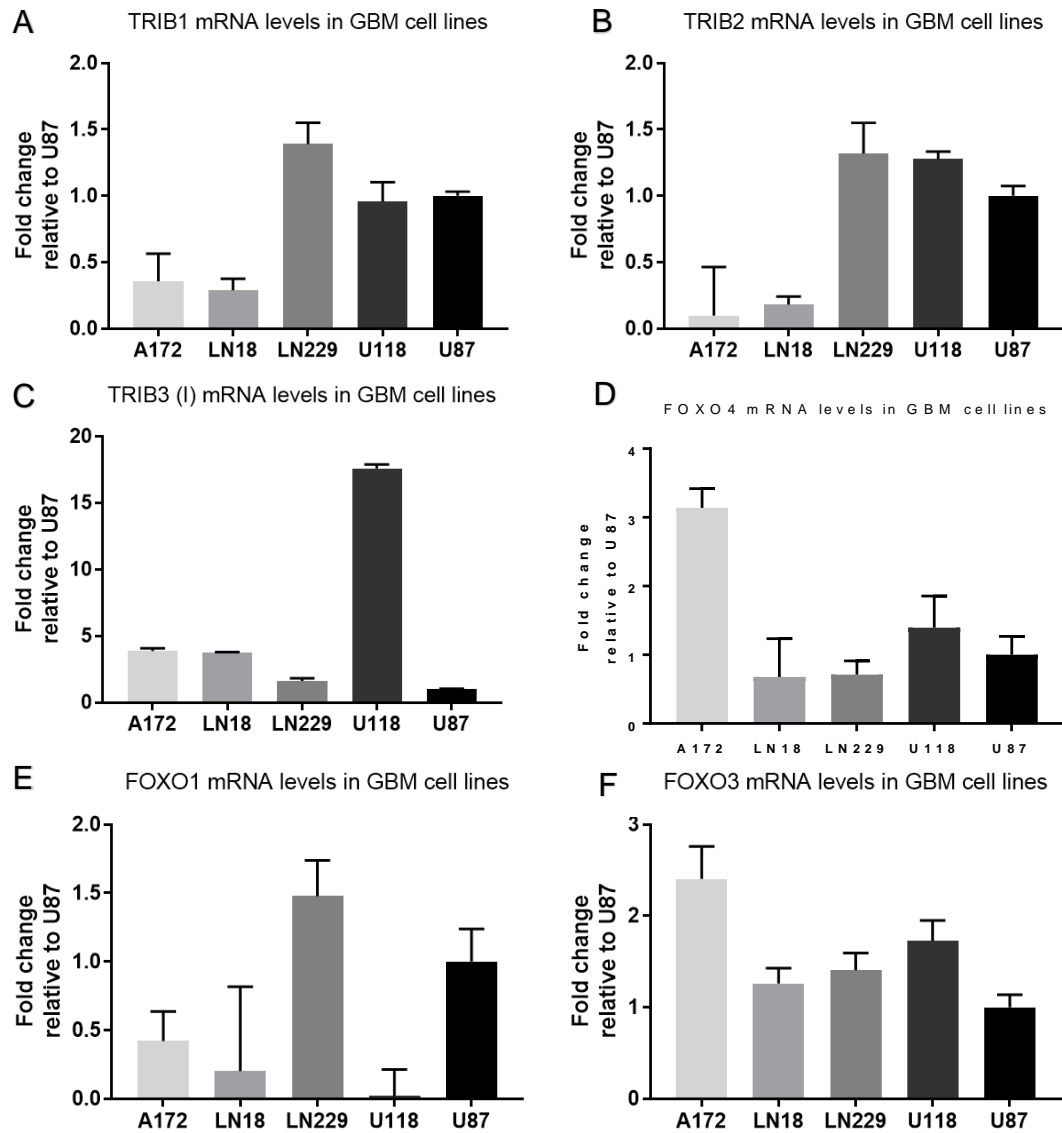 A
TRIB1 mRNA levels in GBM cell lines
Fold change
relative to U87
2.0
1.5
1.0
0.5
0.0
A172 LN18 LN229 U118 U87
B
TRIB2 mRNA levels in GBM cell lines
Fold change
relative to U87
2.0
1.5
1.0
0.5
0.0
A172 LN18 LN229 U118 U87
C
TRIB3 (I) mRNA levels in GBM cell lines
Fold change
relative to U87
20
15
10
5
0
A172 LN18 LN229 U118 U87
D
FOXO4 mRNA levels in GBM cell lines
Fold change
relative to U87
4
3
2
1
0
A172 LN18 LN229 U118 U87
E
FOXO1 mRNA levels in GBM cell lines
Fold change
relative to U87
2.0
1.5
1.0
0.5
0.0
A172 LN18 LN229 U118 U87
F
FOXO3 mRNA levels in GBM cell lines
Fold change
relative to U87
3
2
1
0
A172 LN18 LN229 U118 U87